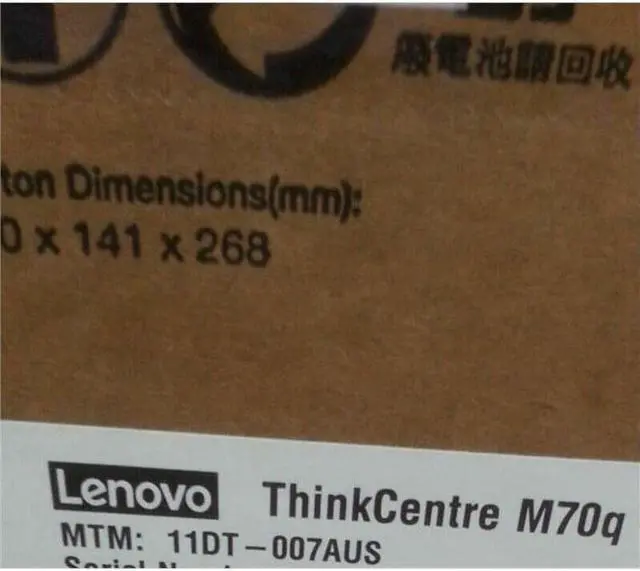 廢電池請回收
ton Dimensions(mm):
0 x 141 x 268
Lenovo ThinkCentre M70q
MTM: 11DT-007AUS